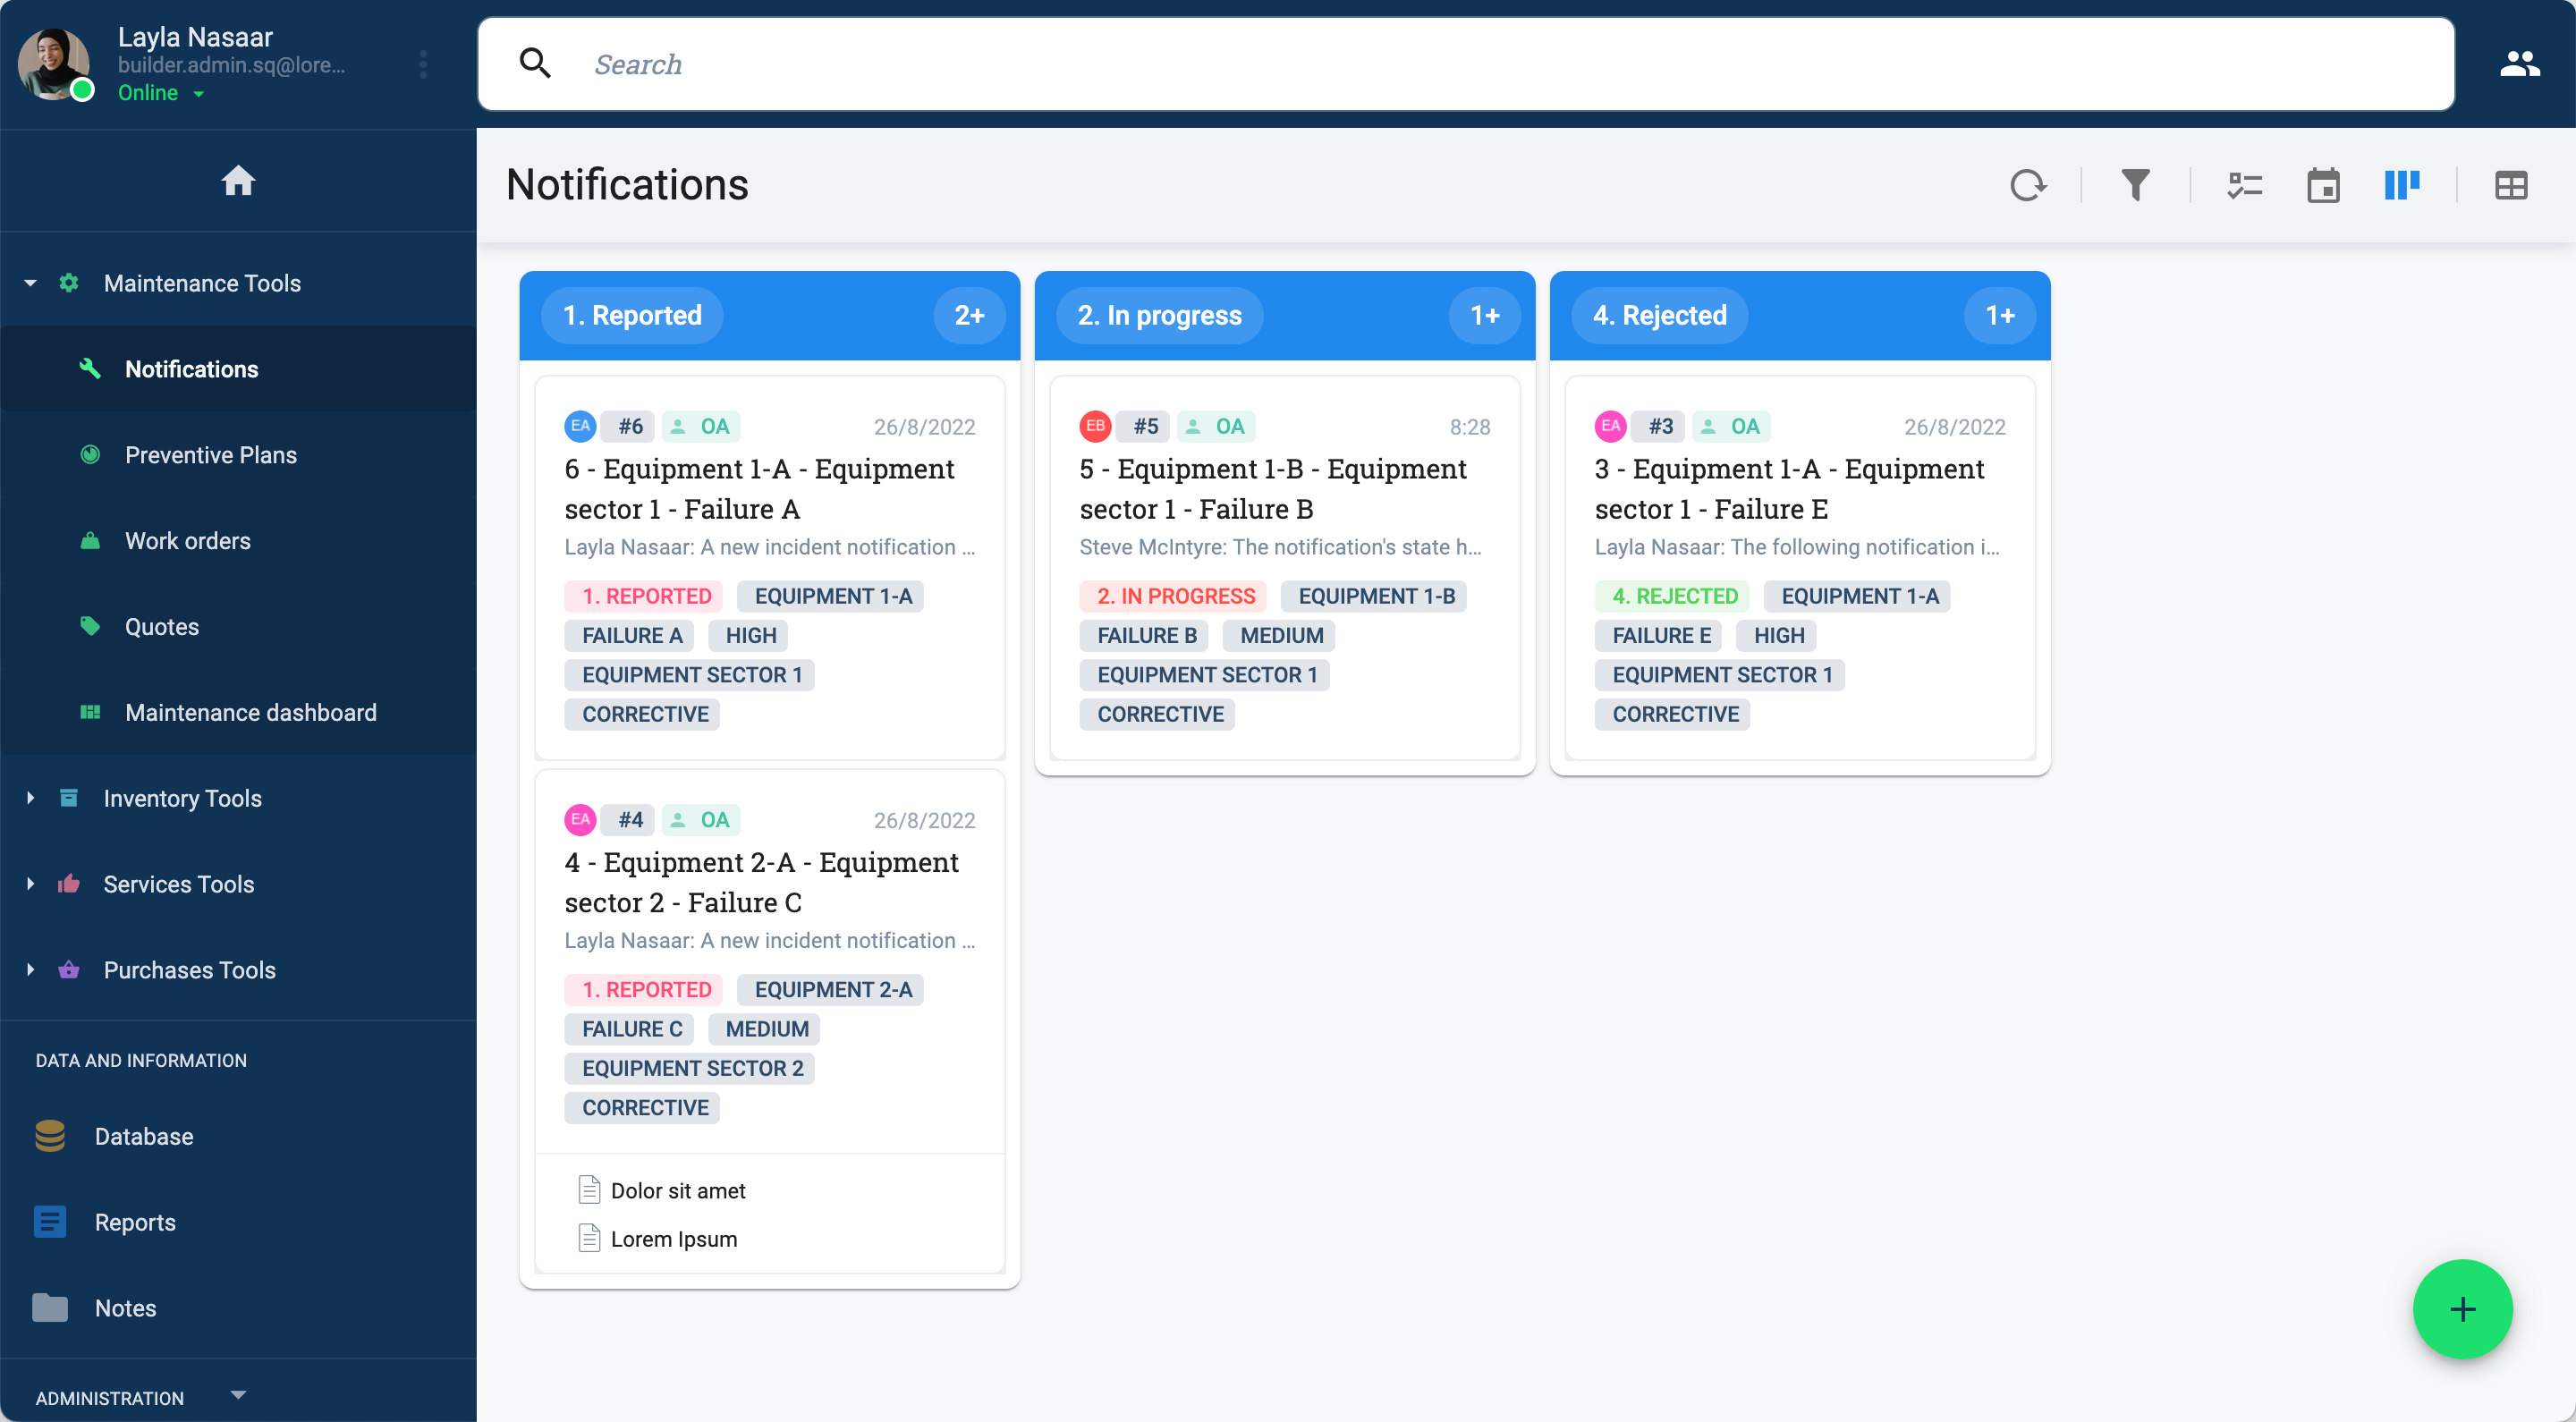 Layla Nasaar
builder.admin.sq@lore...
Online
Search
Maintenance Tools
Notifications
Preventive Plans
Work orders
Quotes
Maintenance dashboard
Inventory Tools
Services Tools
Purchases Tools
DATA AND INFORMATION
Database
Reports
Notes
ADMINISTRATION
Notifications
1. Reported 2+
EA #6 OA 26/8/2022
6 - Equipment 1-A - Equipment
sector 1 - Failure A
Layla Nasaar: A new incident notification ...
1. REPORTED EQUIPMENT 1-A
FAILURE A HIGH
EQUIPMENT SECTOR 1
CORRECTIVE
EA #4 OA 26/8/2022
4 - Equipment 2-A - Equipment
sector 2 - Failure C
Layla Nasaar: A new incident notification ...
1. REPORTED EQUIPMENT 2-A
FAILURE C MEDIUM
EQUIPMENT SECTOR 2
CORRECTIVE
Dolor sit amet
Lorem Ipsum
2. In progress 1+
EB #5 OA 8:28
5 - Equipment 1-B - Equipment
sector 1 - Failure B
Steve McIntyre: The notification's state h...
2. IN PROGRESS EQUIPMENT 1-B
FAILURE B MEDIUM
EQUIPMENT SECTOR 1
CORRECTIVE
4. Rejected 1+
EA #3 OA 26/8/2022
3 - Equipment 1-A - Equipment
sector 1 - Failure E
Layla Nasaar: The following notification i...
4. REJECTED EQUIPMENT 1-A
FAILURE E HIGH
EQUIPMENT SECTOR 1
CORRECTIVE